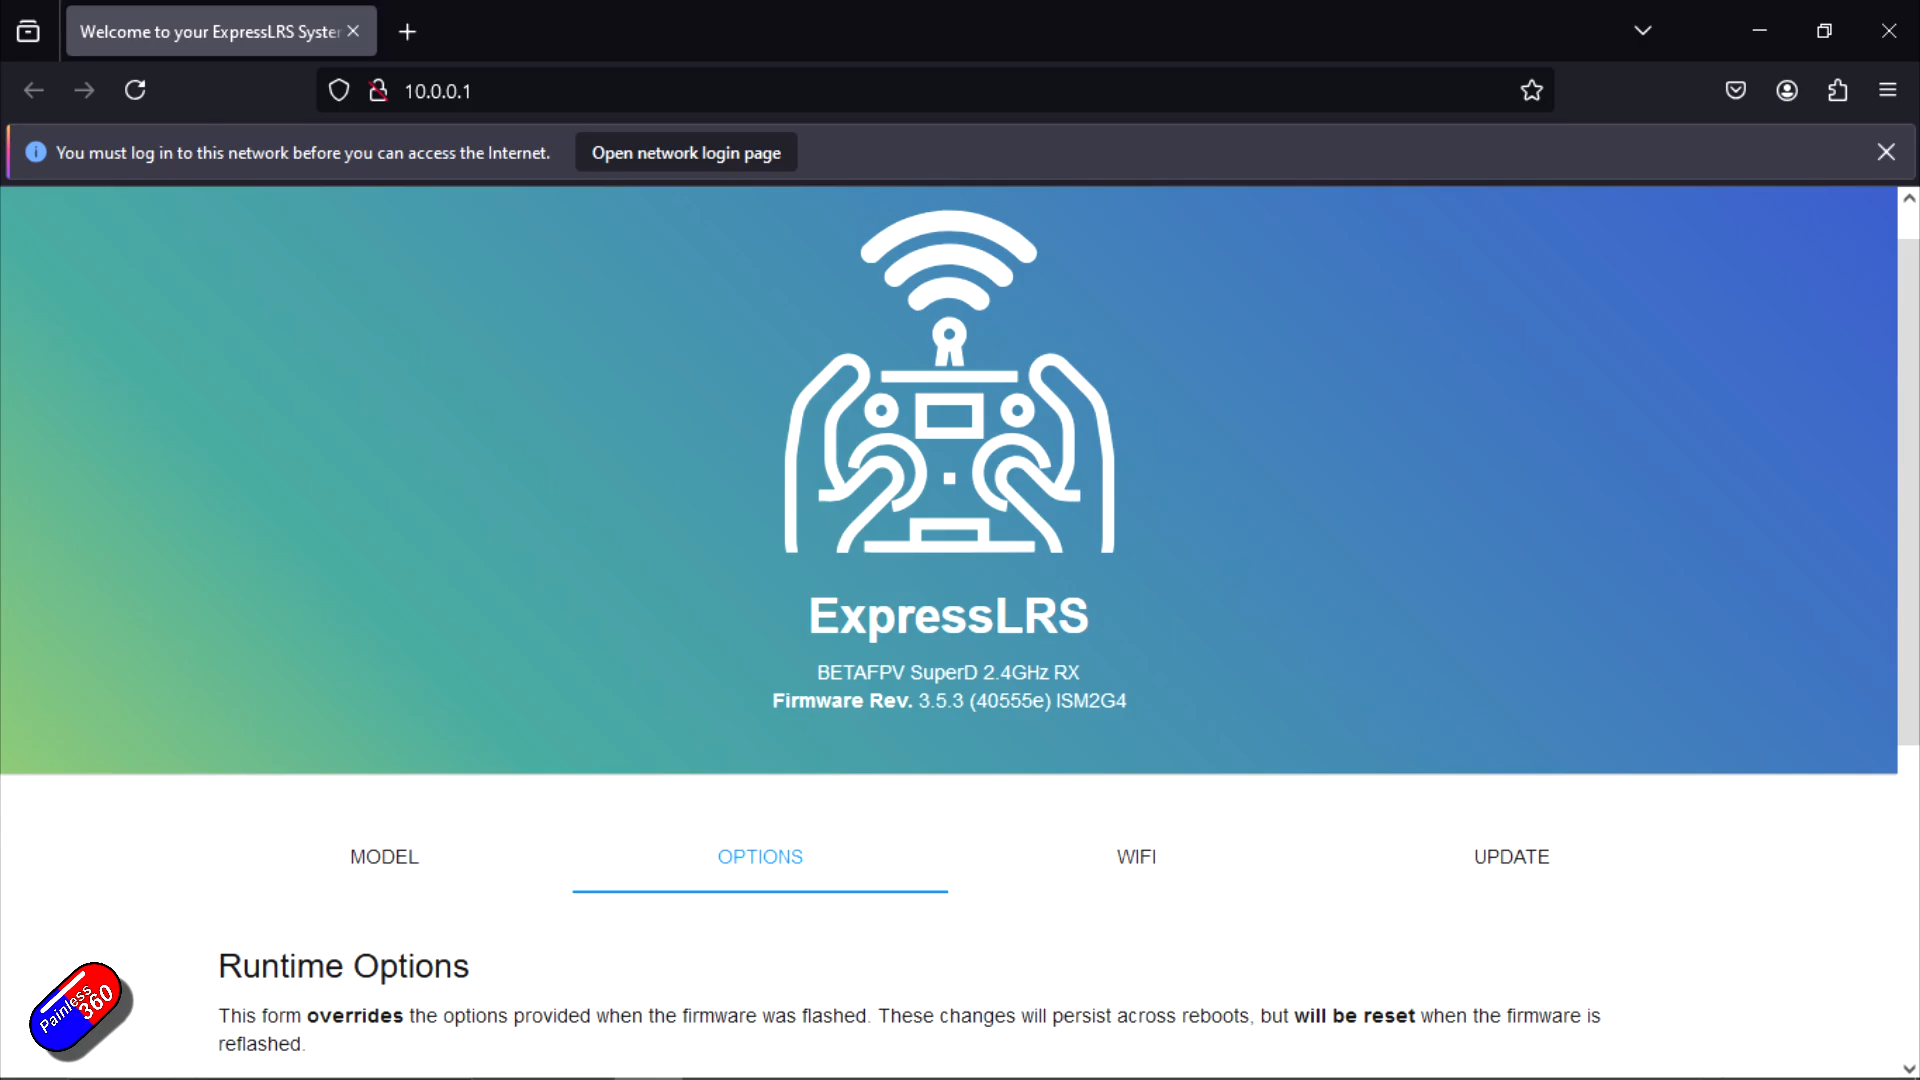 Welcome to your ExpressLRS Syster
10.0.0.1
You must log in to this network before you can access the Internet.
Open network login page
ExpressLRS
BETAFPV SuperD 2.4GHz RX
Firmware Rev. 3.5.3 (40555e) ISM2G4
MODEL
OPTIONS
WIFI
UPDATE
Runtime Options
This form overrides the options provided when the firmware was flashed. These changes will persist across reboots, but will be reset when the firmware is
reflashed.
Painless
360